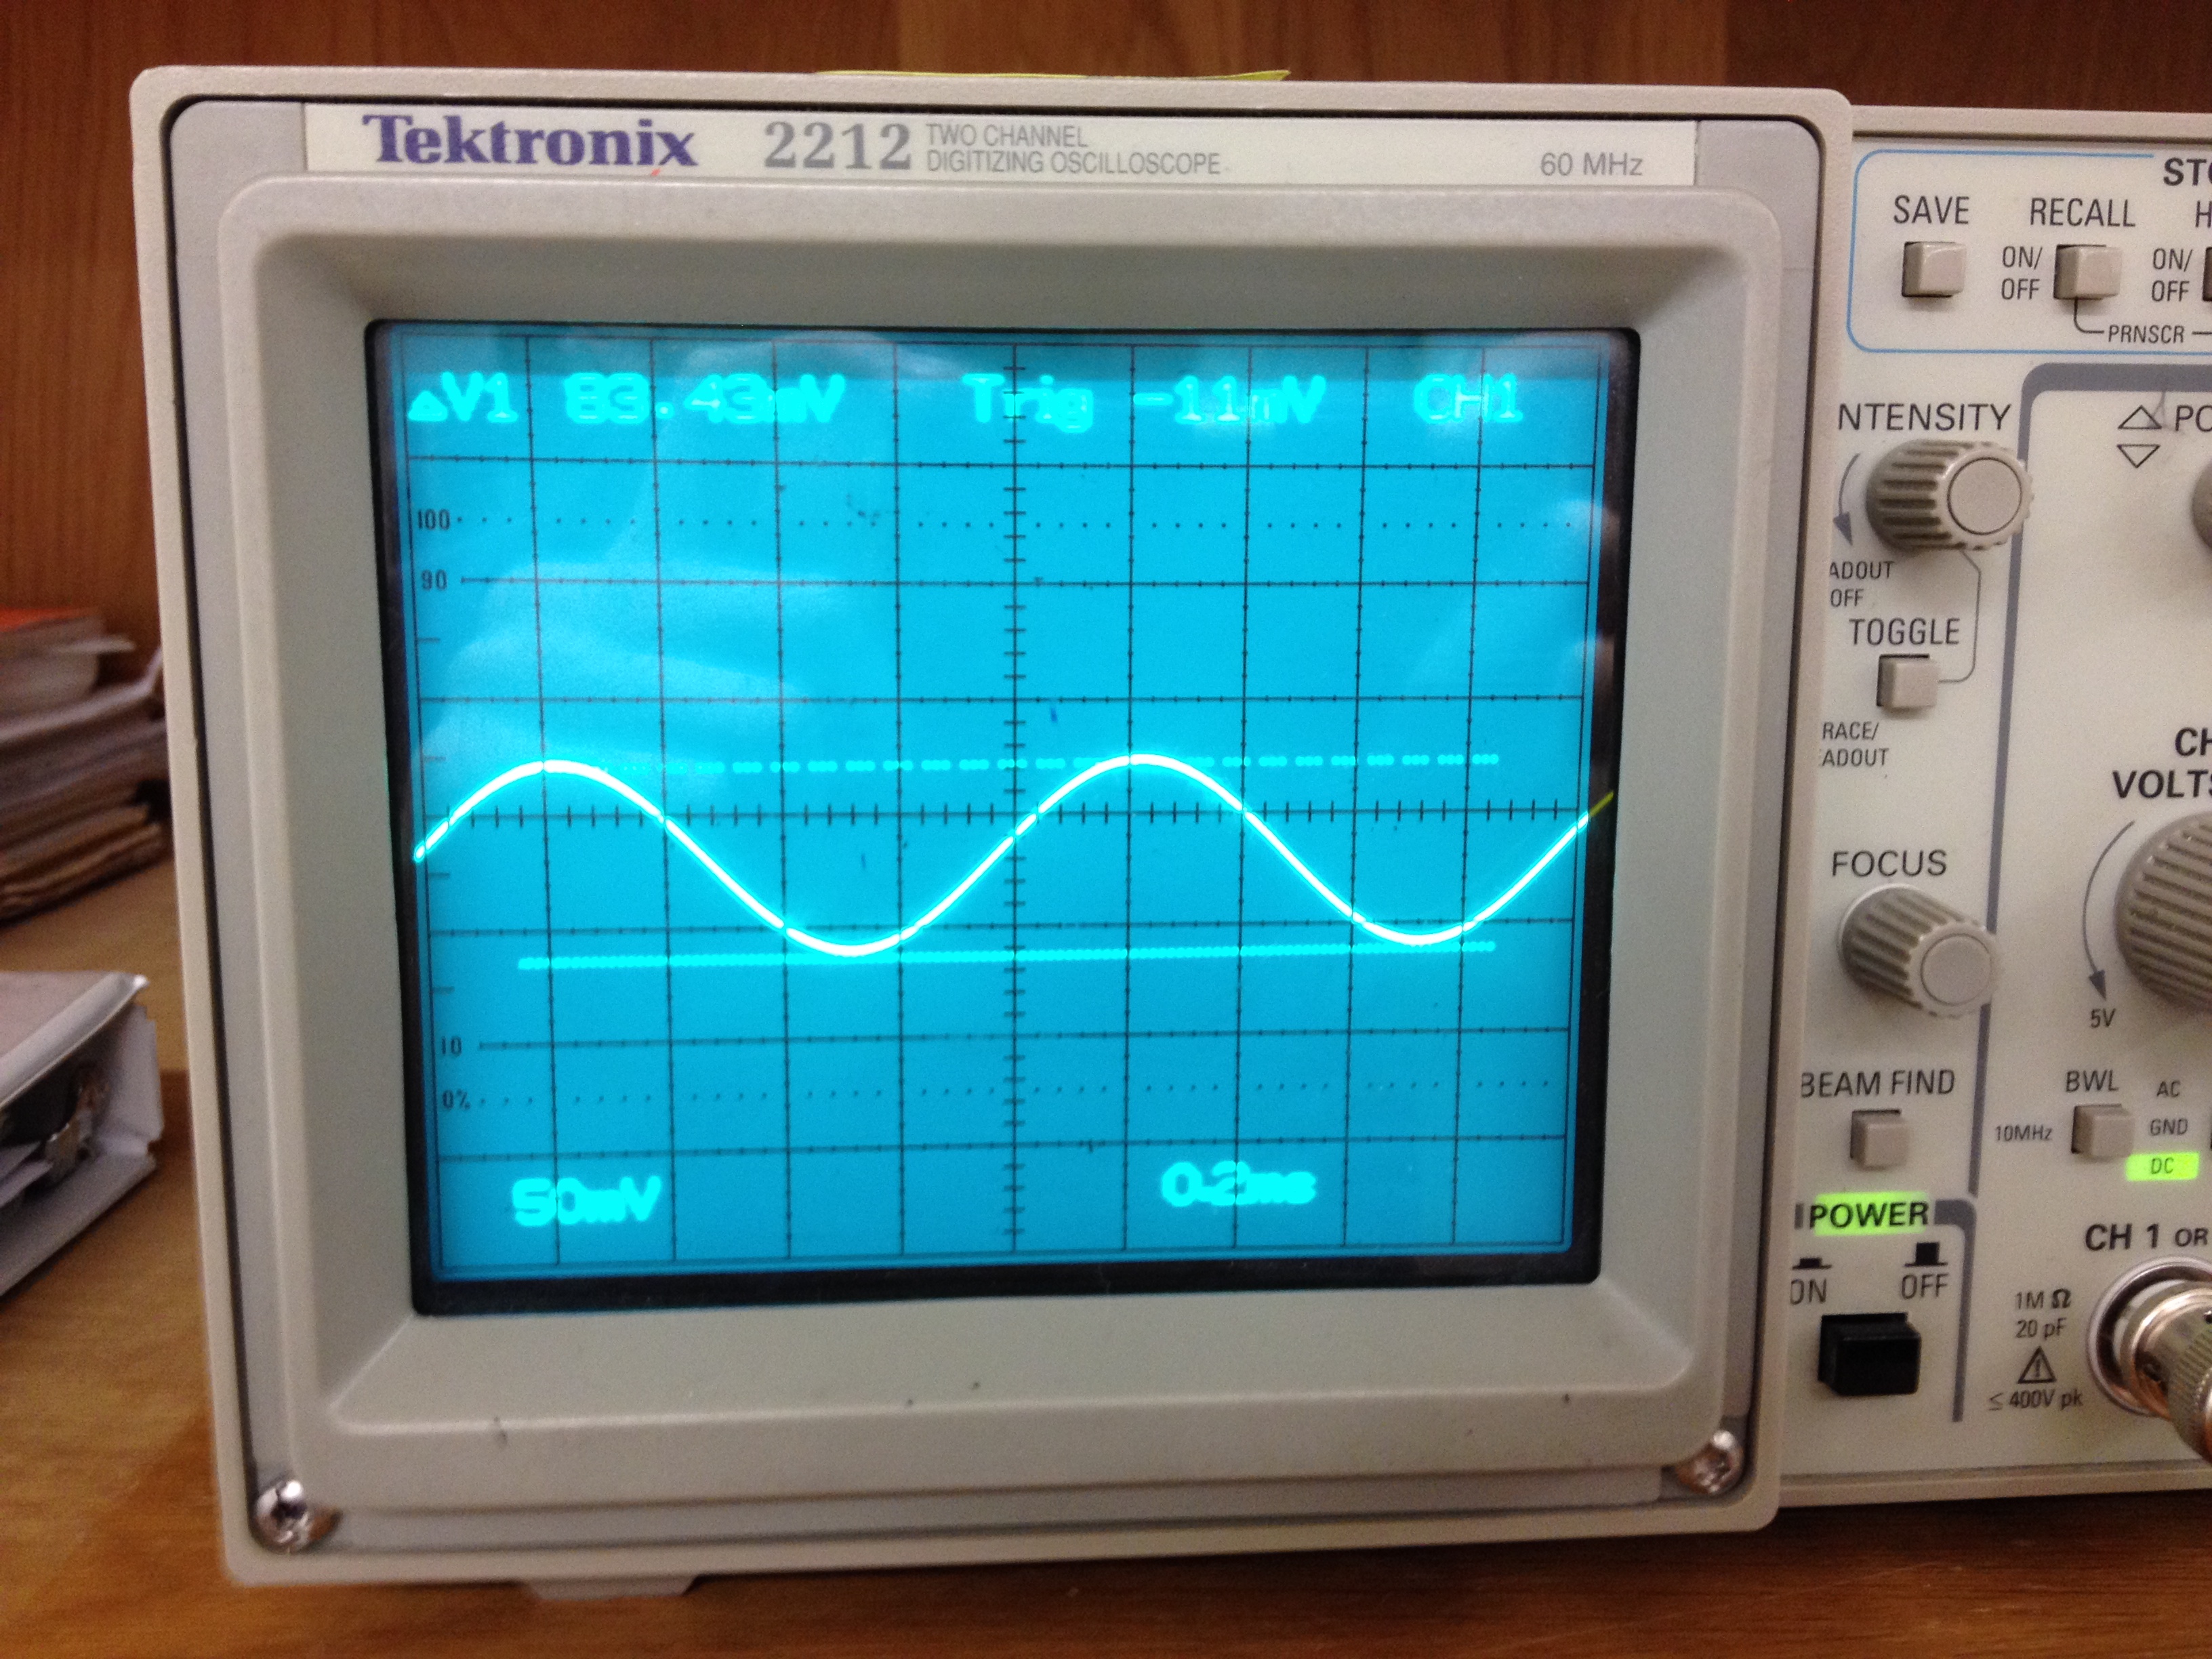 Tektronix 2212 TWO CHANNEL
DIGITIZING OSCILLOSCOPE
60 MHz
ΔV1 83.43mV Trig -11mV CH1
100
90
10
0%
50mV 0.2ms
SAVE RECALL
ON/
OFF
ON/
OFF
PRNSCR
NTENSITY
ADOUT
OFF
TOGGLE
RACE/
ADOUT
FOCUS
5V
BEAM FIND
BWL
10MHz
AC
GND
DC
POWER
ON OFF
CH 1 OR
1M Ω
20 pF
≤ 400V pk